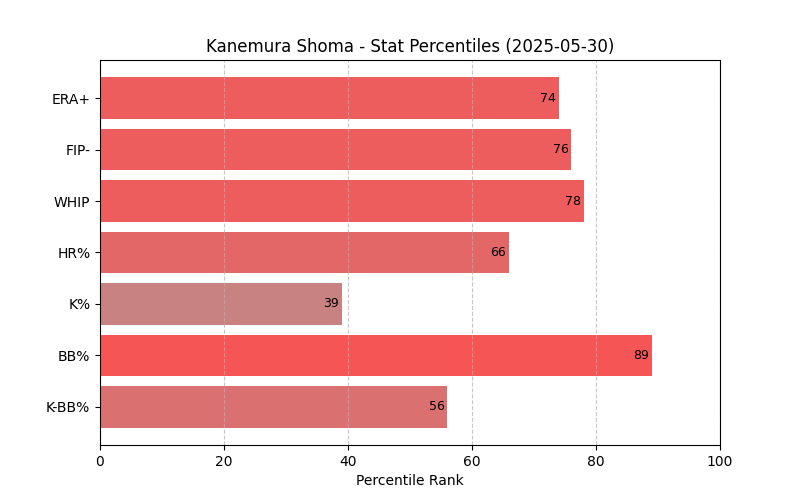 Kanemura Shoma - Stat Percentiles (2025-05-30)
ERA+ 74
FIP- 76
WHIP 78
HR% 66
K% 39
BB% 89
K-BB% 56
0 20 40 60 80 100
Percentile Rank